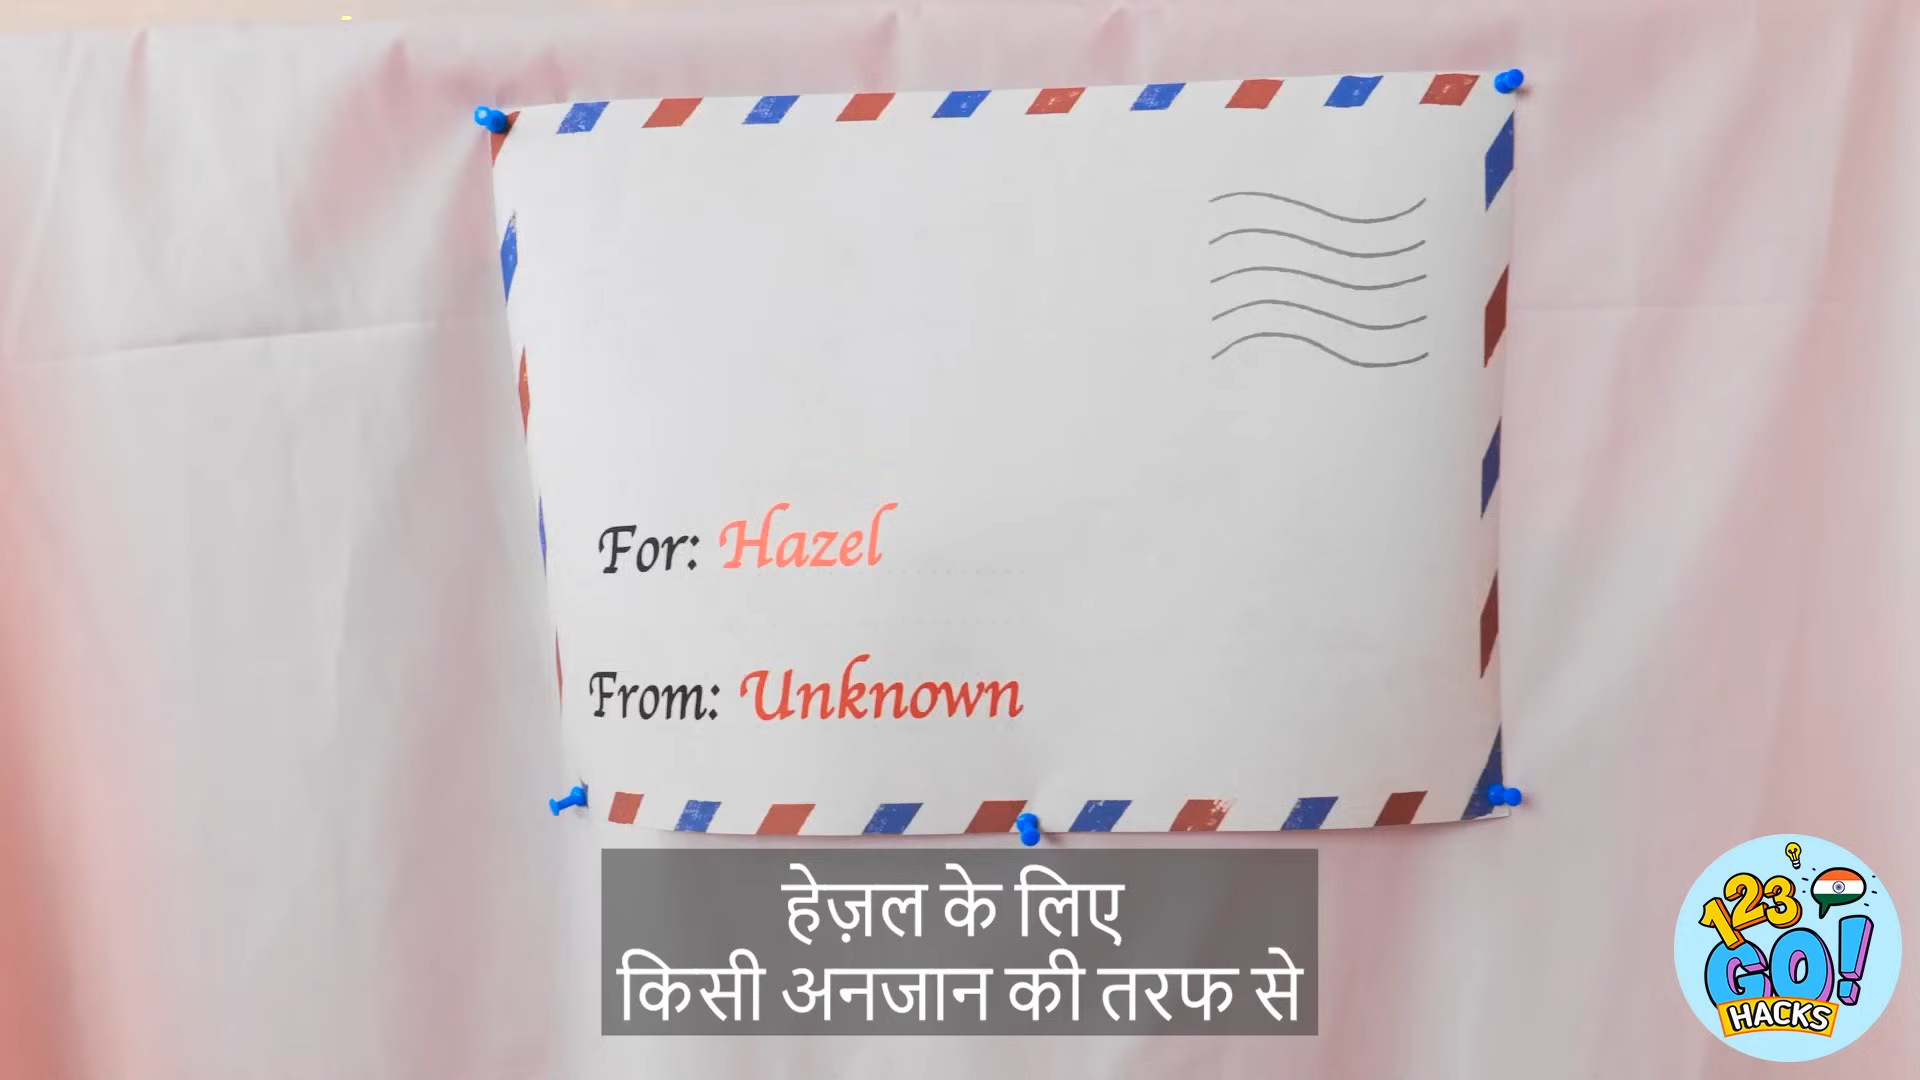 For: Hazel
From: Unknown
हेज़ल के लिए
किसी अनजान की तरफ से
123
GO!
HACKS